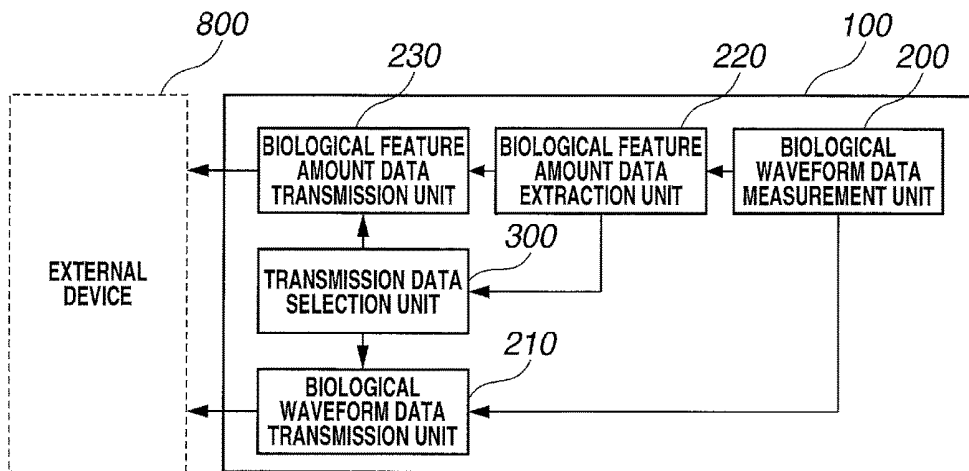 800
230
220
100
200
BIOLOGICAL FEATURE
AMOUNT DATA
TRANSMISSION UNIT
BIOLOGICAL FEATURE
AMOUNT DATA
EXTRACTION UNIT
BIOLOGICAL
WAVEFORM DATA
MEASUREMENT UNIT
300
EXTERNAL
DEVICE
TRANSMISSION DATA
SELECTION UNIT
210
BIOLOGICAL
WAVEFORM DATA
TRANSMISSION UNIT